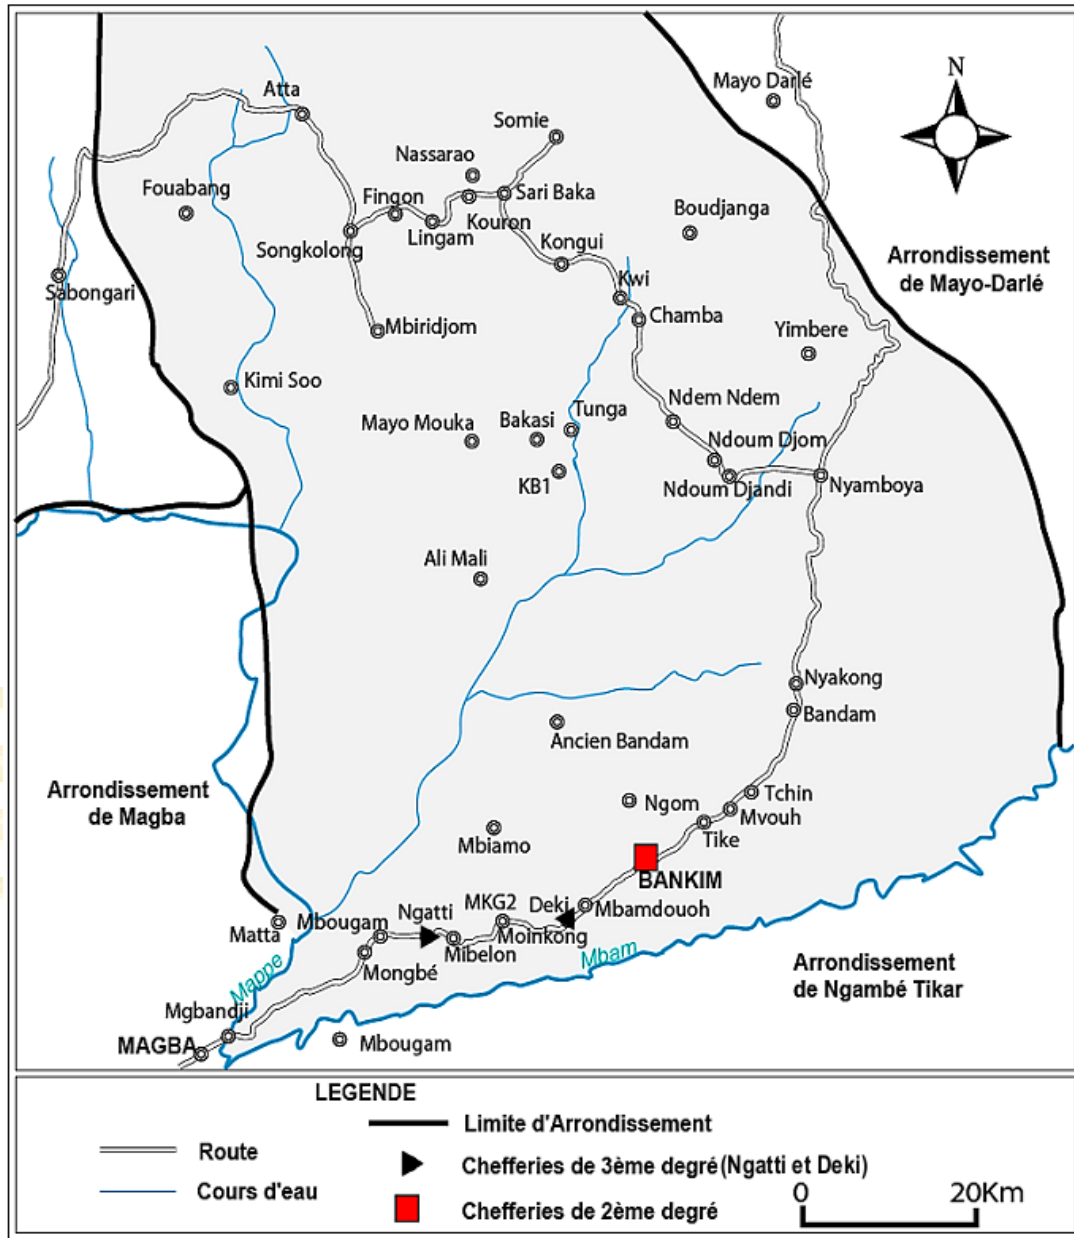 N
Mayo Darlé
Atta
Somie
Nassarao
Fouabang
Fingon
Sari Baka
Kouron
Lingam
Boudjanga
Songkolong
Kongui
Arrondissement
de Mayo-Darlé
Sabongari
Kwi
Chamba
Mbiridjom
Yimbere
Kimi Soo
Ndem Ndem
Tunga
Bakasi
Mayo Mouka
Ndoum Djom
KB1
Ndoum Djandi
Nyamboya
Ali Mali
Nyakong
Bandam
Ancien Bandam
Arrondissement
de Magba
Ngom
Tchin
Mvouh
Tike
Mbiamo
BANKIM
MKG2
Deki
Mbamdouoh
Ngatti
Mbougam
Matta
Moinkong
Mibelon
Mongbé
Mbam
Mappe
Arrondissement
de Ngambé Tikar
Mgbandji
MAGBA
Mbougam
LEGENDE
Route
Cours d'eau
Limite d'Arrondissement
Chefferies de 3ème degré(Ngatti et Deki)
Chefferies de 2ème degré
0 20Km